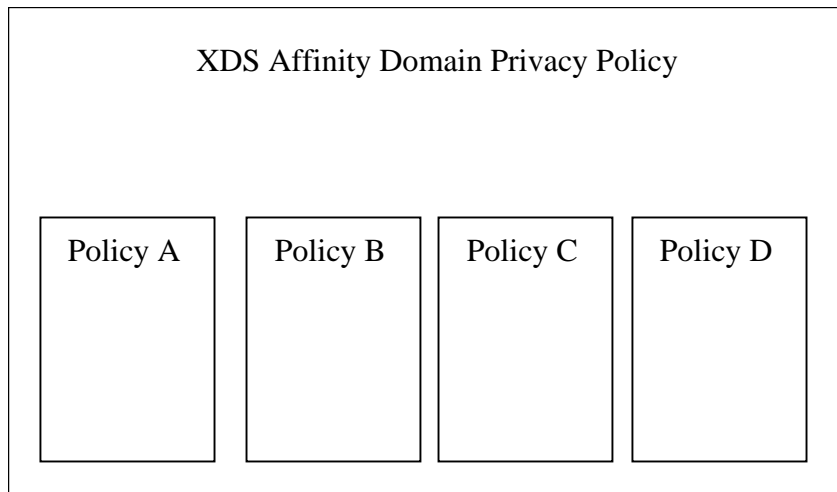 XDS Affinity Domain Privacy Policy
Policy A
Policy B
Policy C
Policy D